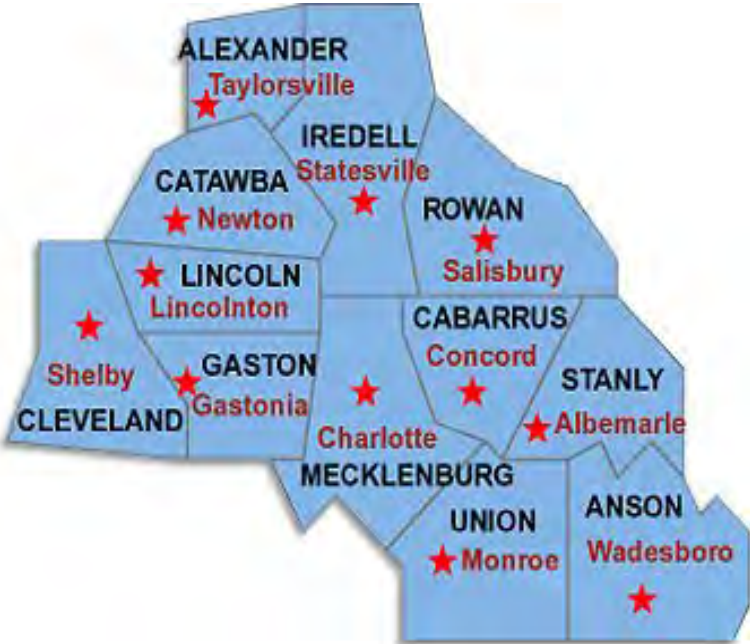 ALEXANDER
Taylorsville
IREDELL
Statesville
CATAWBA
Newton
ROWAN
Salisbury
LINCOLN
Lincolnton
CABARRUS
Concord
GASTON
Gastonia
Shelby
CLEVELAND
STANLY
Albemarle
Charlotte
MECKLENBURG
UNION
Monroe
ANSON
Wadesboro